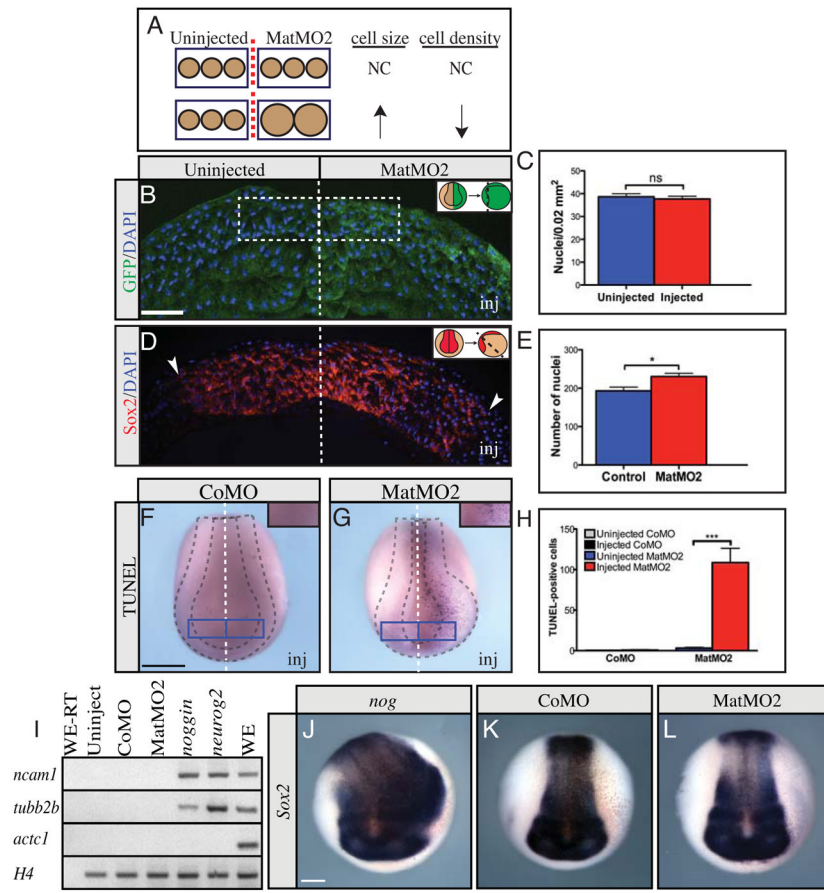 A
Uninjected MatMO2 cell size cell density
NC NC
Uninjected MatMO2
B
GFP/DAPI
inj
C
Nuclei/0.02 mm²
50
40
30
20
10
0
ns
Uninjected Injected
D
Sox2/DAPI
inj
E
Number of nuclei
300
200
100
0
*
Control MatMO2
CoMO MatMO2
TUNEL
F
inj
G
inj
H
TUNEL-positive cells
150
100
50
0
Uninjected CoMO
Injected CoMO
Uninjected MatMO2
Injected MatMO2
***
CoMO MatMO2
I
WE-RT
Uninject
CoMO
MatMO2
noggin
neurog2
WE
ncam1
tubb2b
actc1
H4
nog CoMO MatMO2
Sox2
J
K
L